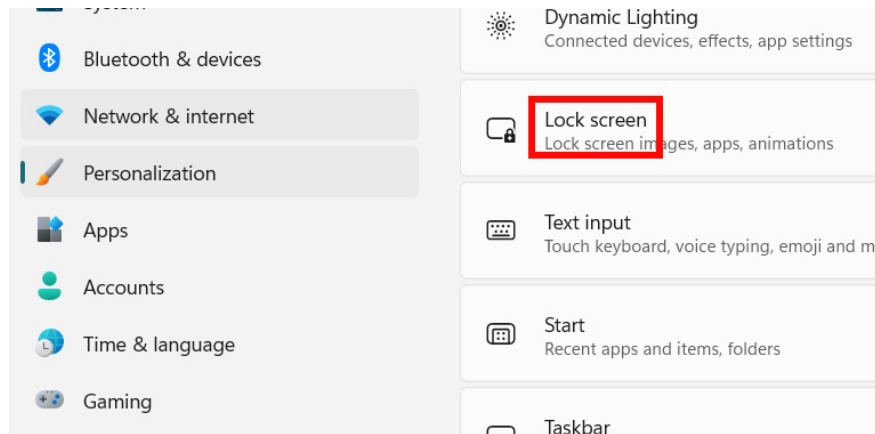 System
Bluetooth & devices
Network & internet
Personalization
Apps
Accounts
Time & language
Gaming
Dynamic Lighting
Connected devices, effects, app settings
Lock screen
Lock screen images, apps, animations
Text input
Touch keyboard, voice typing, emoji and m
Start
Recent apps and items, folders
Taskbar